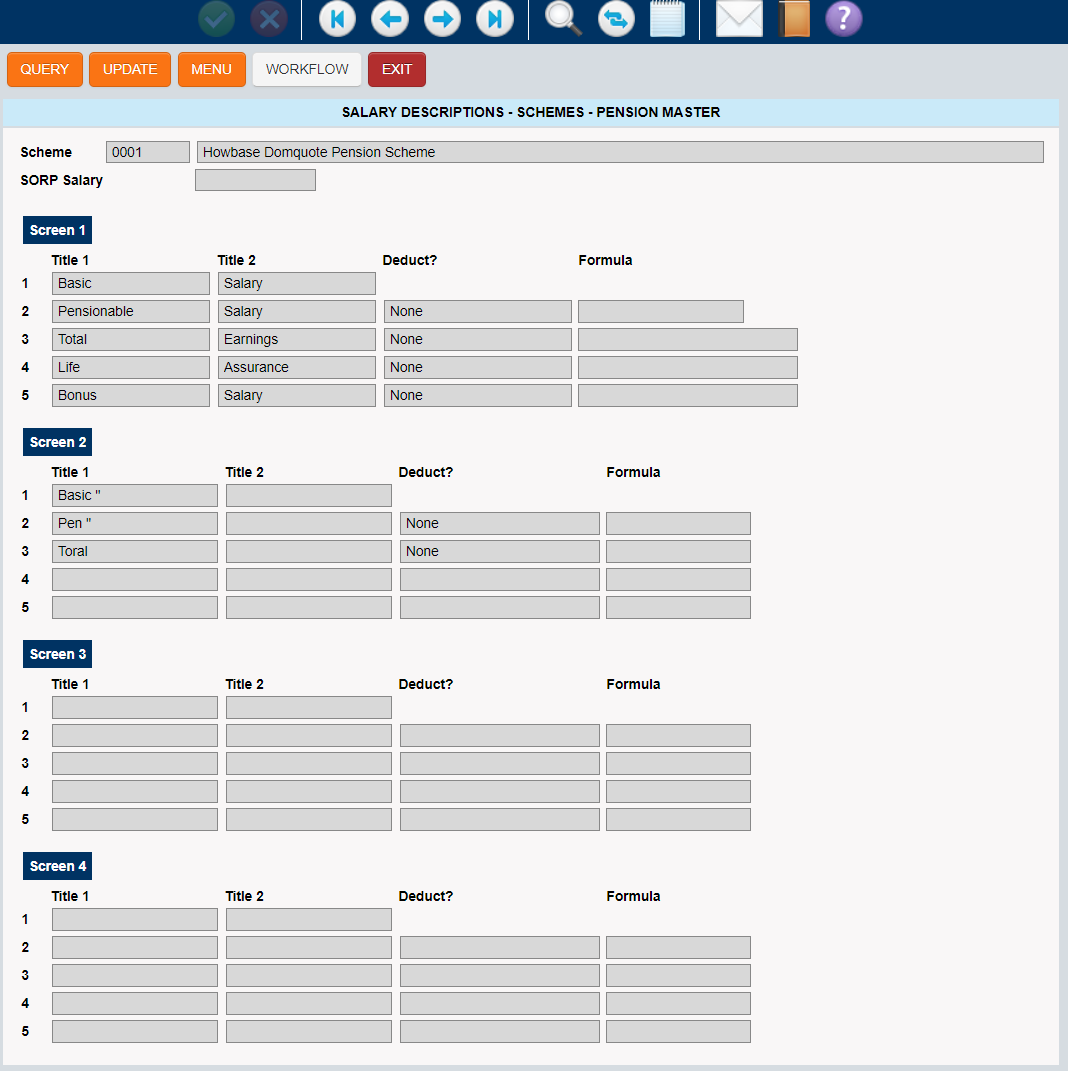 ?
QUERY UPDATE MENU WORKFLOW EXIT
SALARY DESCRIPTIONS - SCHEMES - PENSION MASTER
Scheme 0001 Howbase Domquote Pension Scheme
SORP Salary
Screen 1
Title 1 Title 2 Deduct? Formula
1 Basic Salary
2 Pensionable Salary None
3 Total Earnings None
4 Life Assurance None
5 Bonus Salary None
Screen 2
Title 1 Title 2 Deduct? Formula
1 Basic "
2 Pen " None
3 Toral None
4
5
Screen 3
Title 1 Title 2 Deduct? Formula
1
2
3
4
5
Screen 4
Title 1 Title 2 Deduct? Formula
1
2
3
4
5